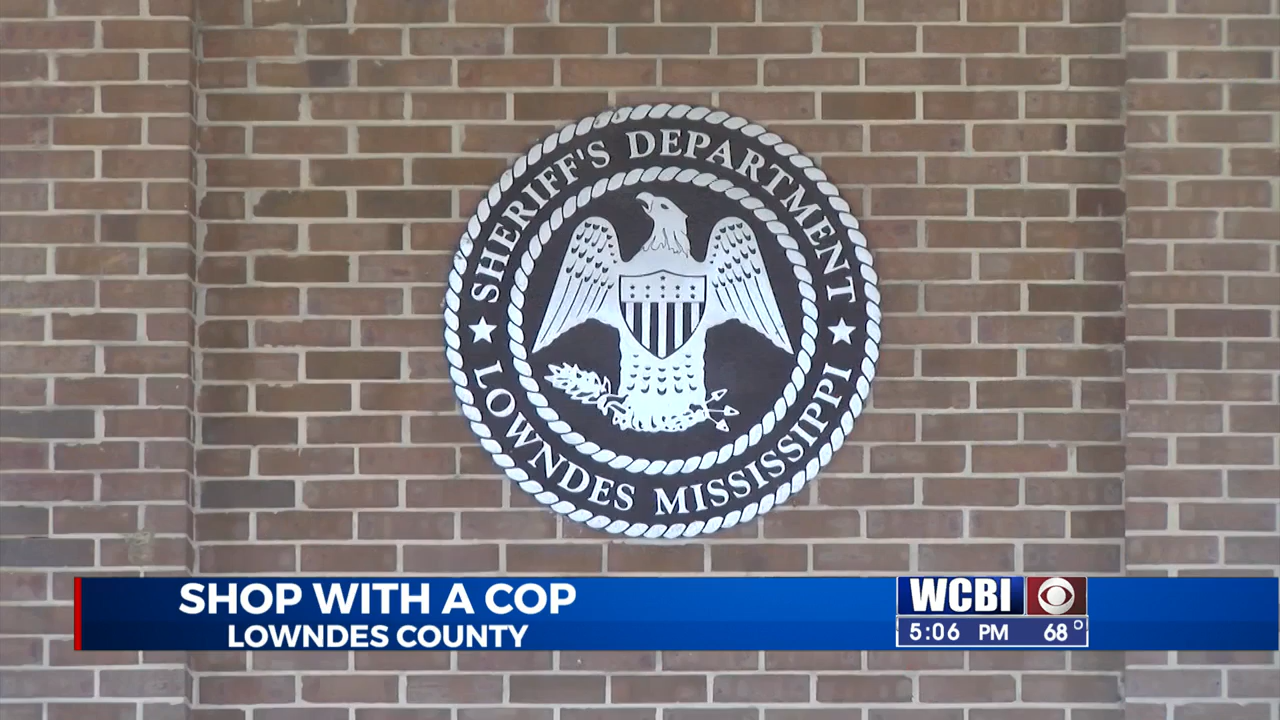 SHERIFF'S DEPARTMENT
LOWNDES MISSISSIPPI
SHOP WITH A COP
LOWNDES COUNTY
WCBI
5:06 PM 68°